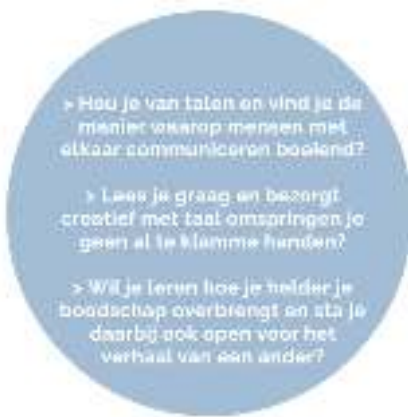 > Hou je van talen en vind je de
manier waarop mensen met
elkaar communiceren boeiend?
> Lees je graag en bezorgt
creatief met taal omspringen je
geen al te klamme handen?
> Wil je leren hoe je helder je
boodschap overbrengt en sta je
daarbij ook open voor het
verhaal van een ander?